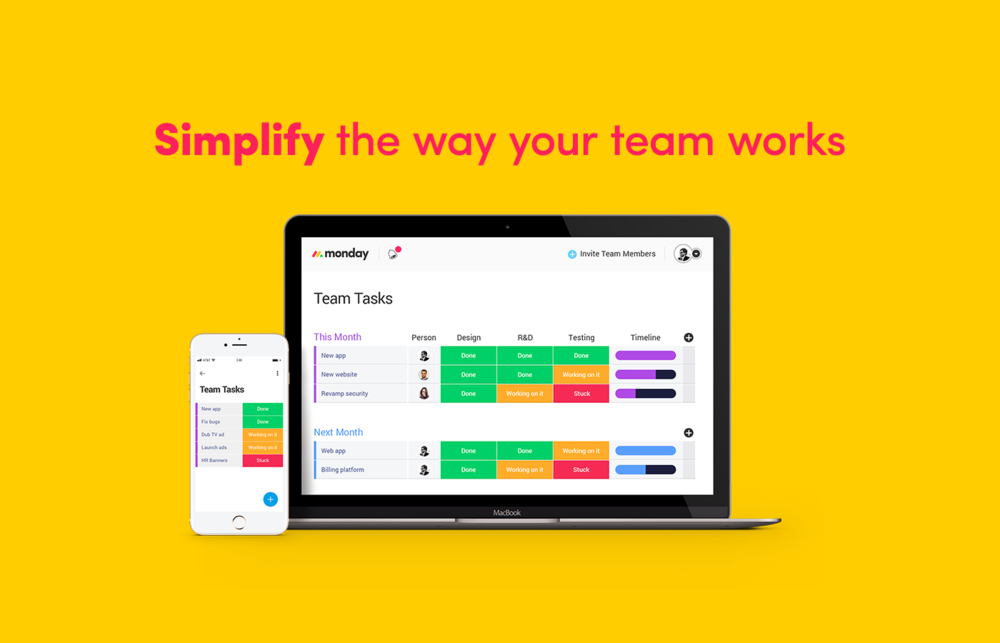 Simplify the way your team works
monday
Invite Team Members
Team Tasks
This Month Person Design R&D Testing Timeline
New app Done Done Done
New website Done Done Working on it
Revamp security Done Working on it Stuck
Next Month
Web app Done Done Working on it
Billing platform Done Working on it Stuck
MacBook
AT&T
Team Tasks
New app Done
Fix bugs Done
Dub TV ad Working on it
Launch ads Working on it
HR Banners Stuck